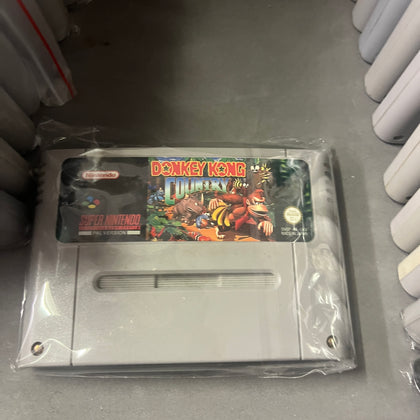 Nintendo
DONKEY KONG
COUNTRY
SUPER NINTENDO
PAL VERSION